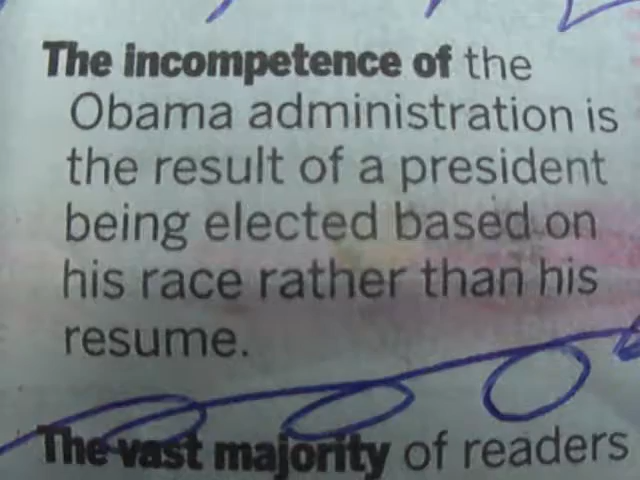 The incompetence of the
Obama administration is
the result of a president
being elected based on
his race rather than his
resume.
The vast majority of readers